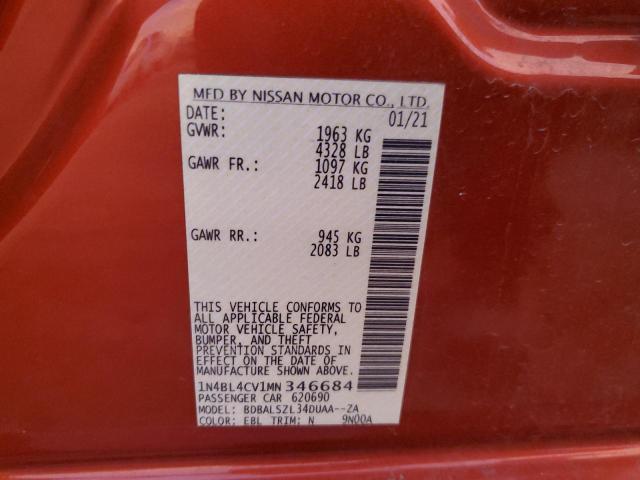 MFD BY NISSAN MOTOR CO., LTD.
DATE: 01/21
GVWR: 1963 KG
4328 LB
GAWR FR.: 1097 KG
2418 LB
GAWR RR.: 945 KG
2083 LB
THIS VEHICLE CONFORMS TO
ALL APPLICABLE FEDERAL
MOTOR VEHICLE SAFETY,
BUMPER, AND THEFT
PREVENTION STANDARDS IN
EFFECT ON THE DATE OF
MANUFACTURE SHOWN ABOVE.
1N4BL4CV1MN346684
PASSENGER CAR 620690
MODEL: BDBALSZL34DUAA--ZA
COLOR: EBL TRIM: N 9N00A